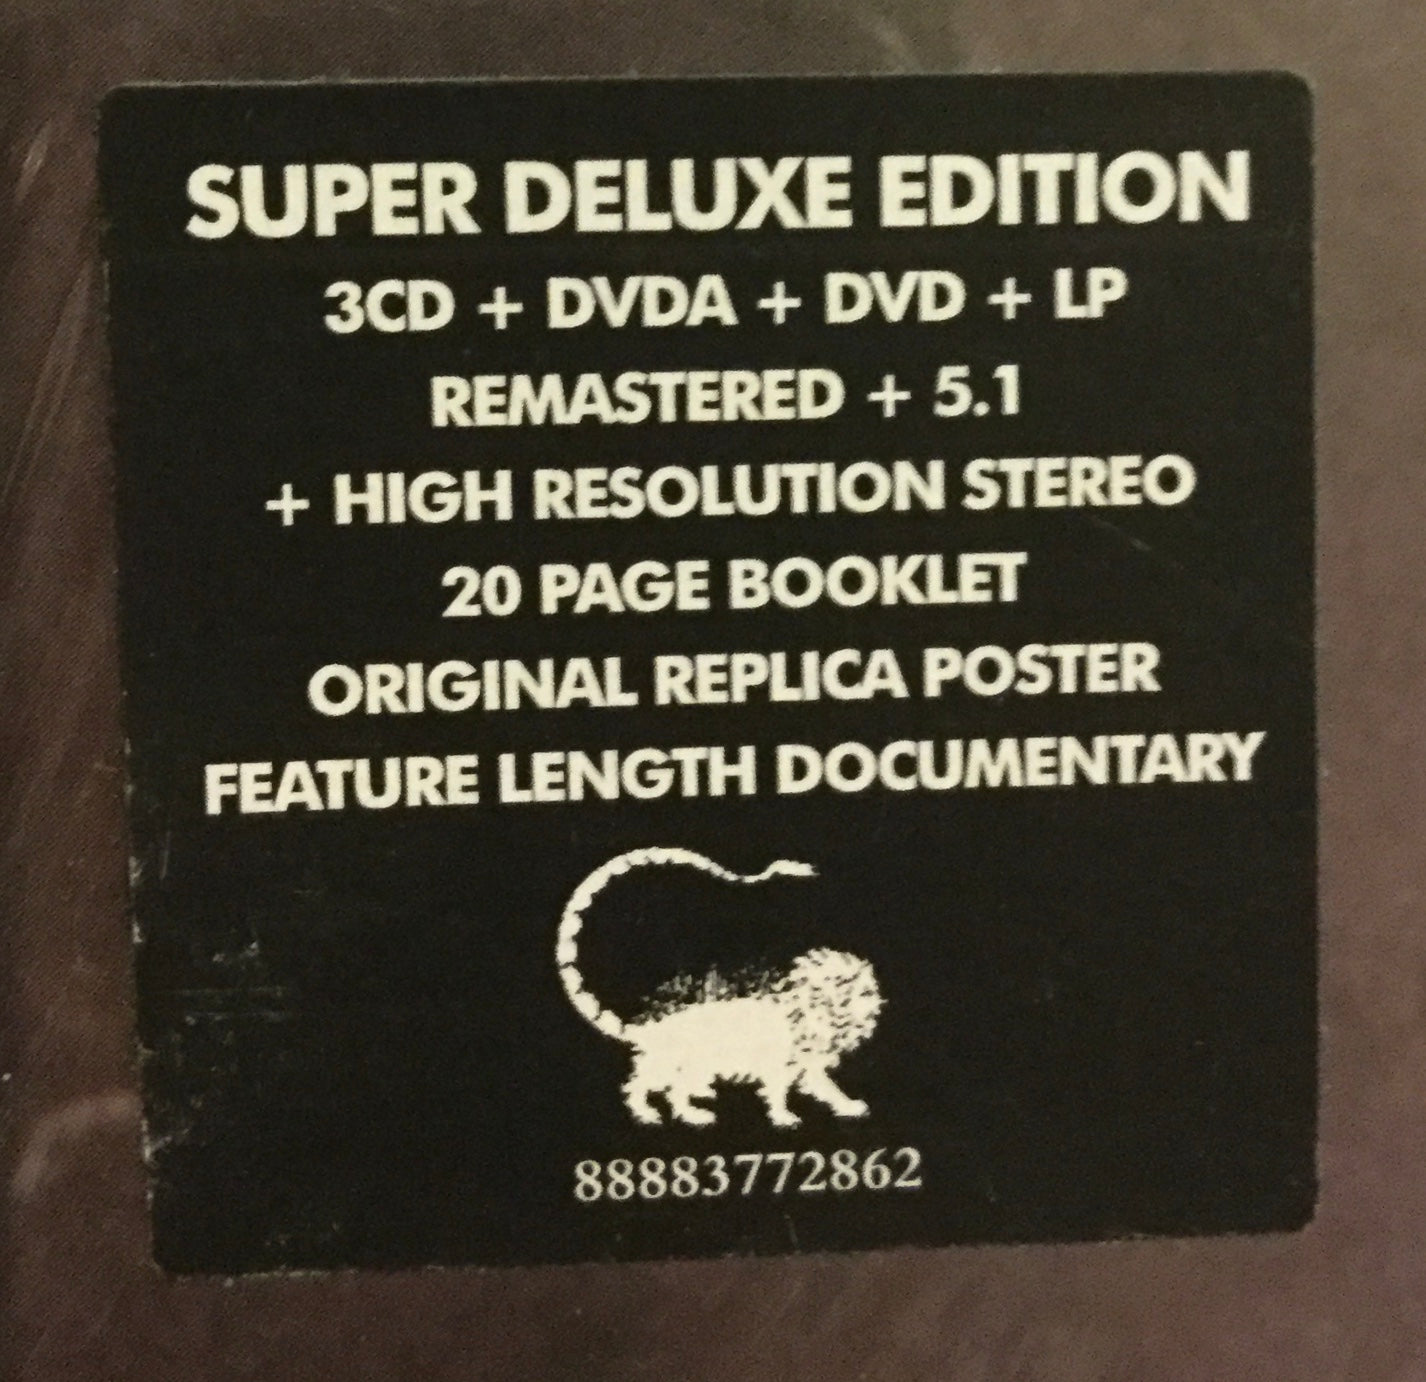 SUPER DELUXE EDITION
3CD + DVDA + DVD + LP
REMASTERED + 5.1
+ HIGH RESOLUTION STEREO
20 PAGE BOOKLET
ORIGINAL REPLICA POSTER
FEATURE LENGTH DOCUMENTARY
88883772862